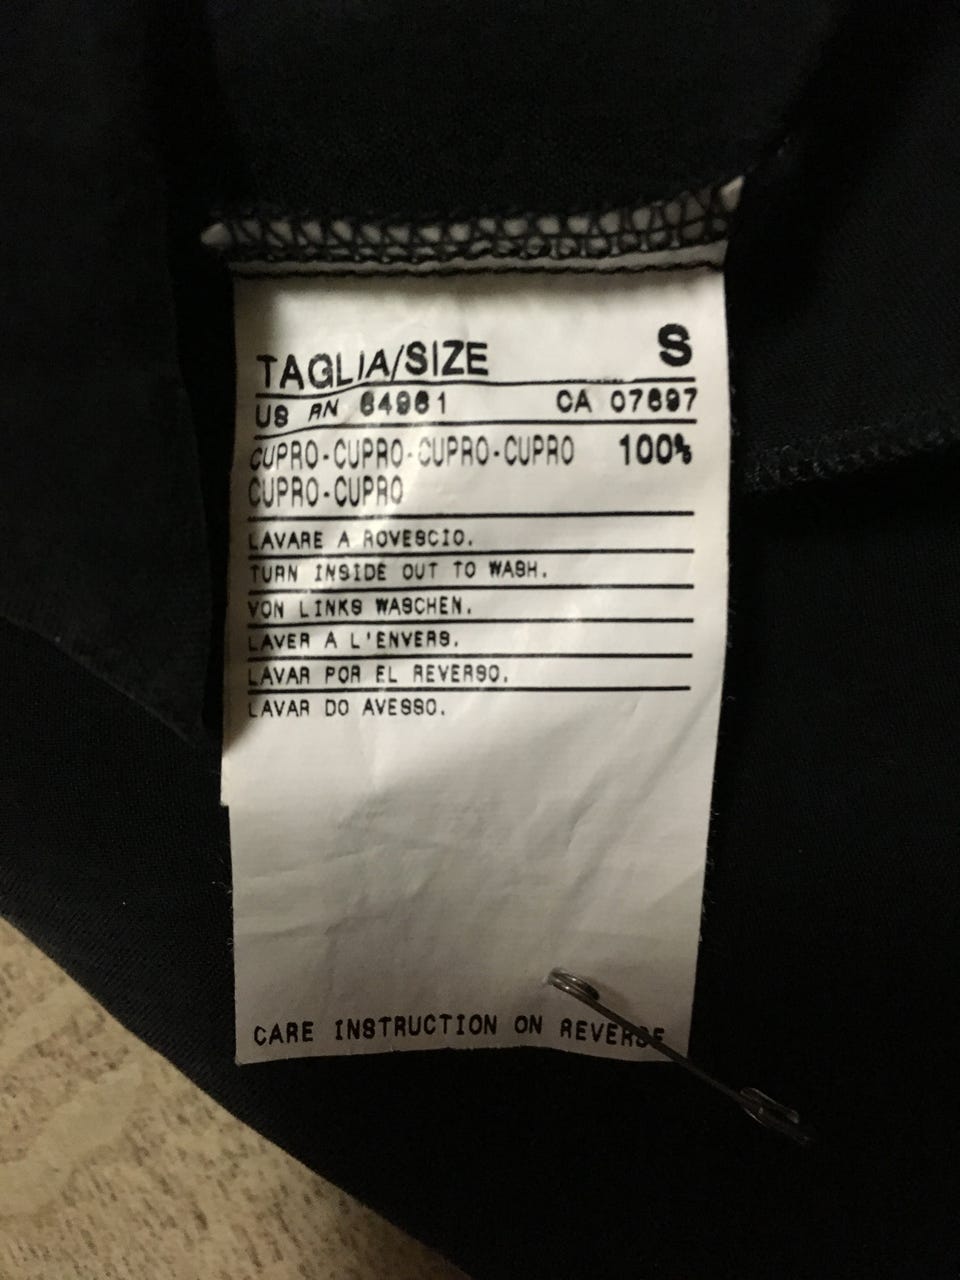 TAGLIA/SIZE S
US RN 64961 CA 07697
CUPRO-CUPRO-CUPRO-CUPRO 100%
CUPRO-CUPRO
LAVARE A ROVESCIO.
TURN INSIDE OUT TO WASH.
VON LINKS WASCHEN.
LAVER A L'ENVERS.
LAVAR POR EL REVERSO.
LAVAR DO AVESSO.
CARE INSTRUCTION ON REVERSE